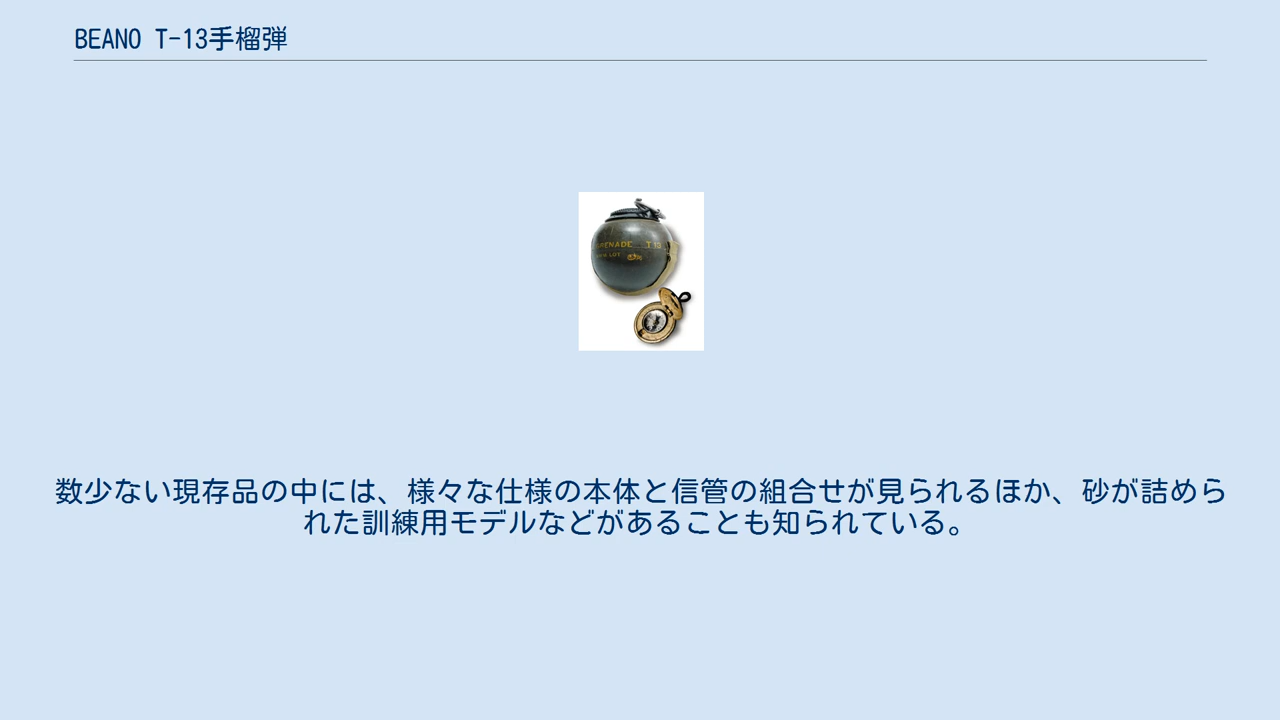 BEANO T-13手榴弾
GRENADE T13
LOT
数少ない現存品の中には、様々な仕様の本体と信管の組合せが見られるほか、砂が詰めら
れた訓練用モデルなどがあることも知られている。